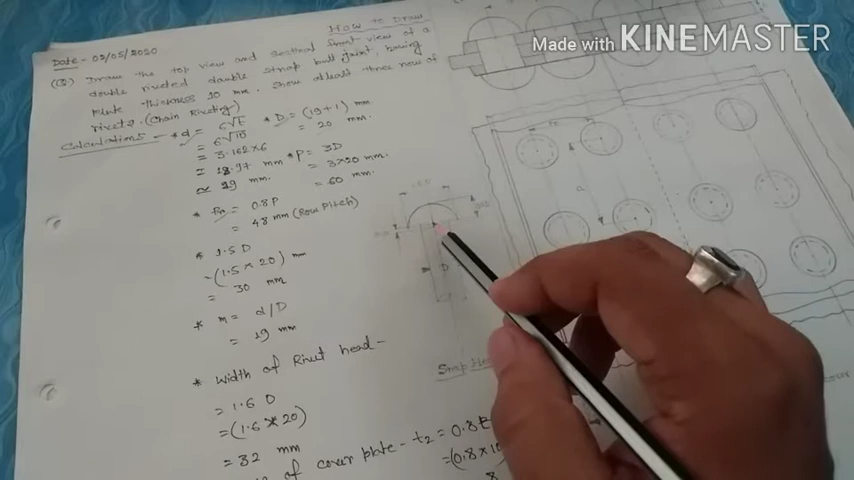 How to Draw
Made with KINEMASTER
Date - 02/05/2020
(Q) Draw the top view and sectional front view of a
double riveted double strap butt joint, having
plate thickness 10 mm. Show atleast three rows of
rivets. (Chain Riveting)
Calculations - * d = 6√t * D = (19+1) mm
= 6√10 = 20 mm.
= 3.162 × 6 * P = 3D
= 18.97 mm = 3×20 mm.
≃ 19 mm. = 60 mm.
* = 0.8 P
= 48 mm (Row Pitch)
* 1.5 D
= (1.5 × 20) mm
= 30 mm
* m = d/D
= 19 mm
D
* Width of Rivet head -
= 1.6 D
= (1.6 × 20)
= 32 mm
Snap
of cover plate - t2 = 0.8t
= (0.8 × 10
8
cover